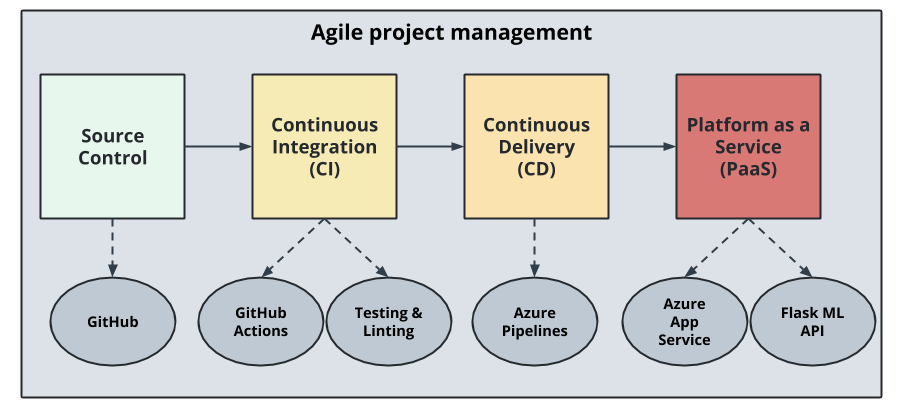 Agile project management
Source
Control
Continuous
Integration
(CI)
Continuous
Delivery
(CD)
Platform as a
Service
(PaaS)
GitHub
GitHub
Actions
Testing &
Linting
Azure
Pipelines
Azure
App
Service
Flask ML
API